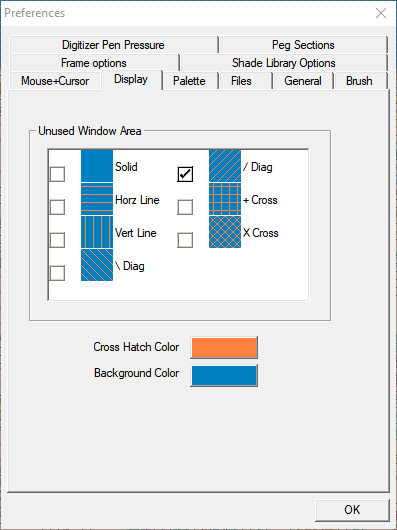 Preferences
Digitizer Pen Pressure
Peg Sections
Frame options
Shade Library Options
Mouse+Cursor
Display
Palette
Files
General
Brush
Unused Window Area
Solid
/ Diag
Horz Line
+ Cross
Vert Line
X Cross
\ Diag
Cross Hatch Color
Background Color
OK